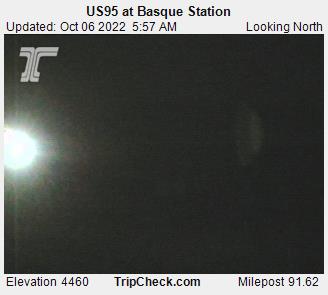 US95 at Basque Station
Updated: Oct 06 2022 5:57 AM Looking North
Elevation 4460 TripCheck.com Milepost 91.62